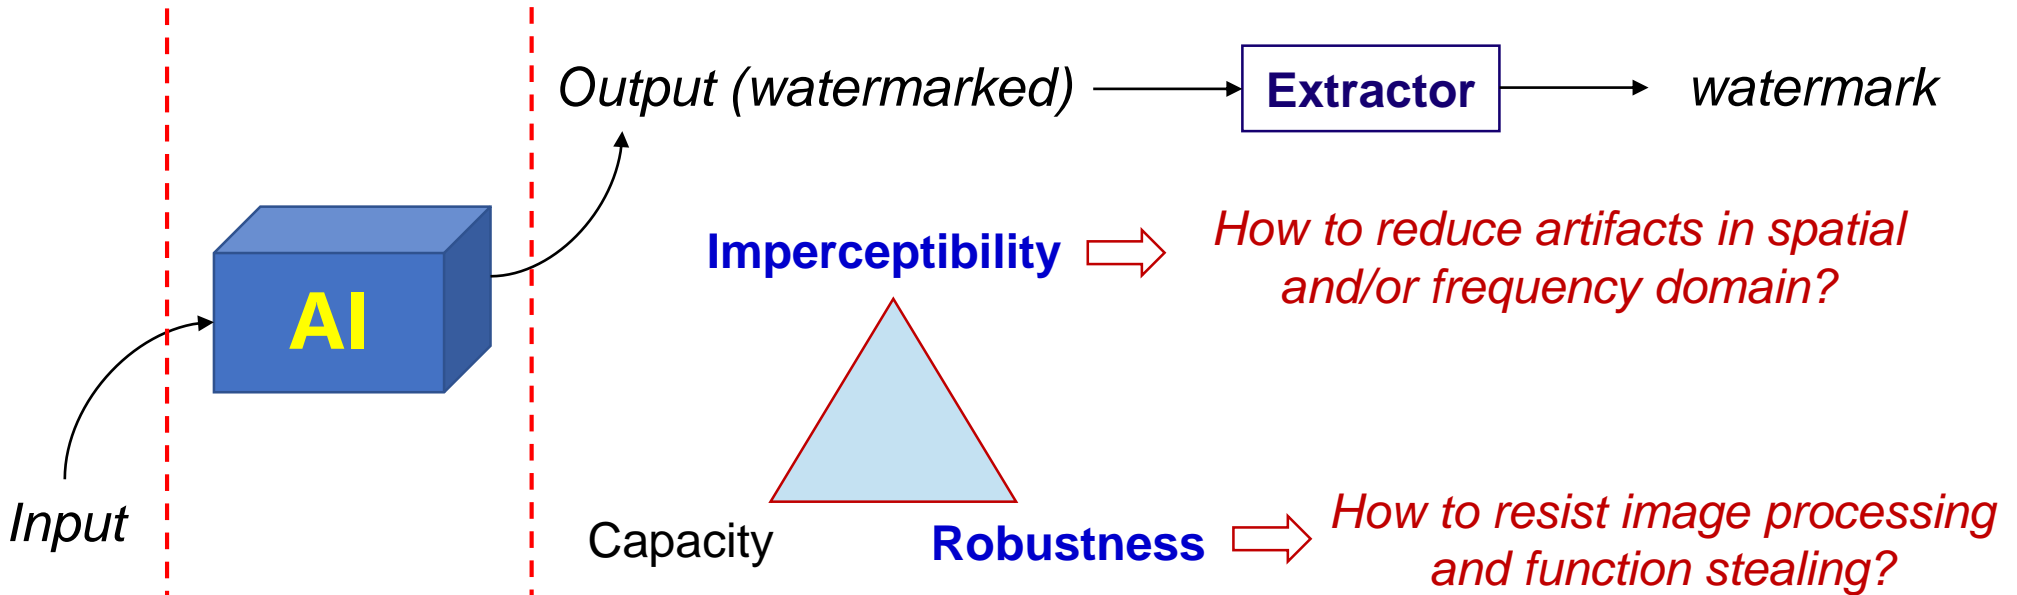 Output (watermarked)
Extractor
watermark
Imperceptibility
How to reduce artifacts in spatial
and/or frequency domain?
AI
Input
Capacity
Robustness
How to resist image processing
and function stealing?